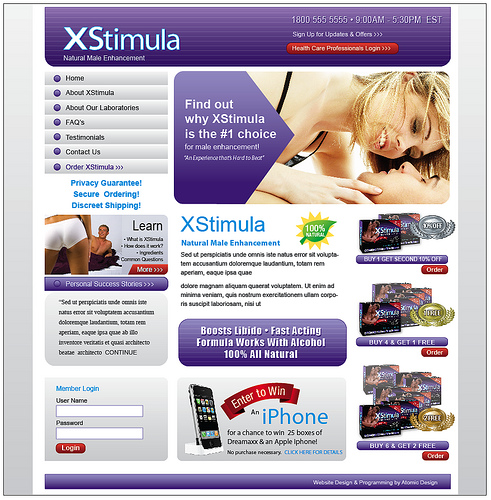 1800 555 5555 • 9:00AM - 5:30PM EST
XStimula
Natural Male Enhancement
Sign Up for Updates & Offers >>>
Health Care Professionals Login >>>
Home
About XStimula
About Our Laboratories
FAQ's
Testimonials
Contact Us
Order XStimula >>>
Privacy Guarantee!
Secure Ordering!
Discreet Shipping!
Find out
why XStimula
is the #1 choice
for male enhancement!
"An Experience that's Hard to Beat"
Learn
• What is XStimula
• How does it work?
• Ingredients
Common Questions
More >>>
Personal Success Stories >>>
"Sed ut perspiciatis unde omnis iste
natus error sit voluptatem accusantium
doloremque laudantium, totam rem
aperiam, eaque ipsa quae ab illo
inventore veritatis et quasi architecto
beatae architecto CONTINUE
XStimula
Natural Male Enhancement
100%
NATURAL
Sed ut perspiciatis unde omnis iste natus error sit volupta-
tem accusantium doloremque laudantium, totam rem
aperiam, eaque ipsa quae
dolore magnam aliquam quaerat voluptatem. Ut enim ad
minima veniam, quis nostrum exercitationem ullam corpo-
ris suscipit laboriosam, nisi ut
Boosts Libido • Fast Acting
Formula Works With Alcohol
100% All Natural
10% OFF
BUY 1 GET SECOND 10% OFF
Order
1 FREE
BUY 4 & GET 1 FREE
Order
2 FREE
BUY 6 & GET 2 FREE
Order
Member Login
User Name
Password
Login
Enter to Win
An iPhone
for a chance to win 25 boxes of
Dreamaxx & an Apple Iphone!
No purchase necessary. CLICK HERE FOR DETAILS
Website Design & Programming by Atomic Design